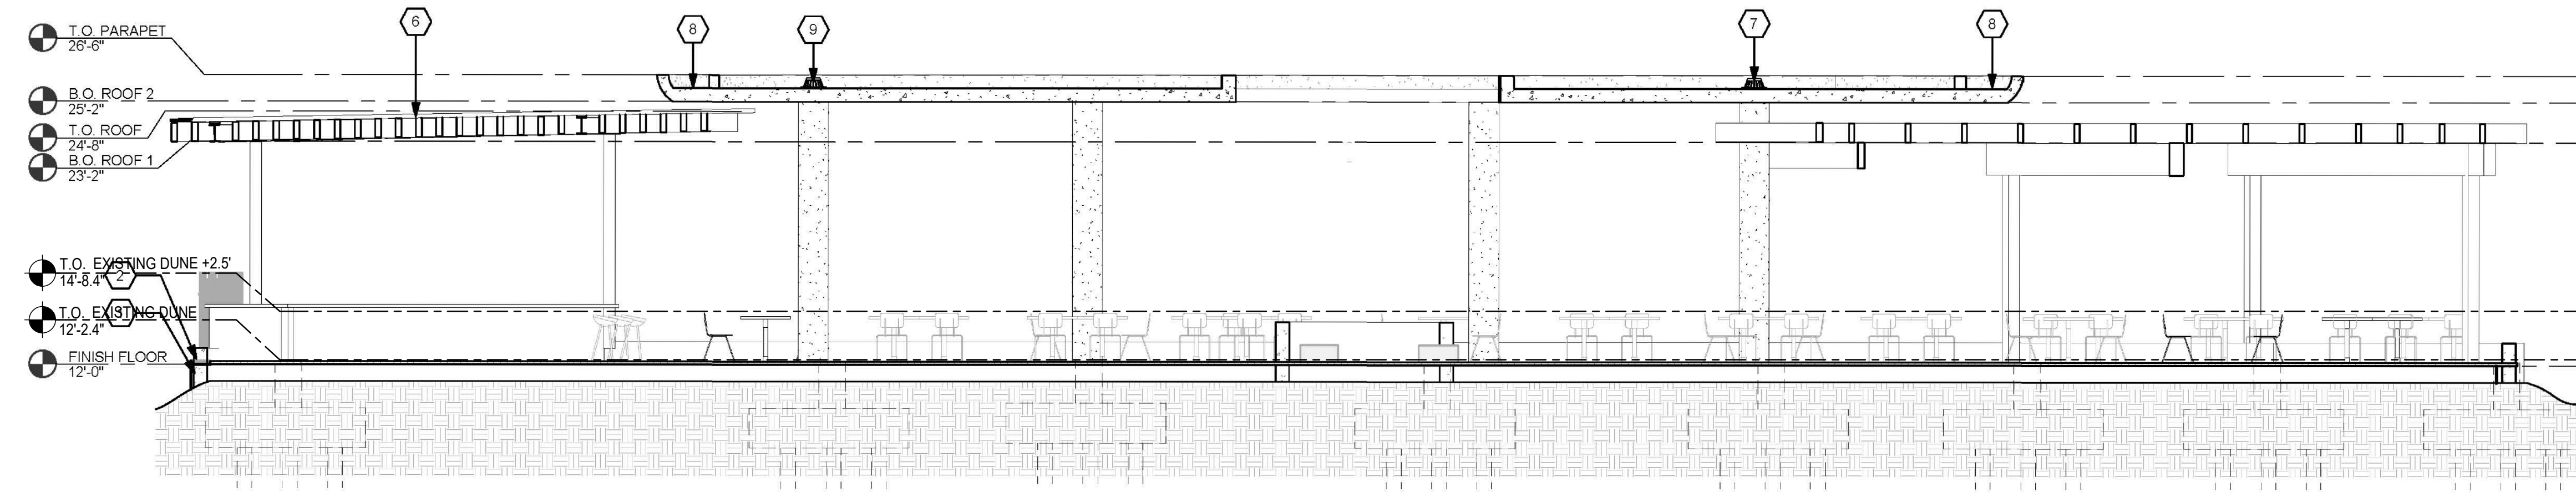 6
8
9
7
8
T.O. PARAPET
26'-6"
B.O. ROOF 2
25'-2"
T.O. ROOF
24'-8"
B.O. ROOF 1
23'-2"
T.O. EXISTING DUNE +2.5'
14'-8.4"
2
T.O. EXISTING DUNE
3
12'-2.4"
FINISH FLOOR
12'-0"